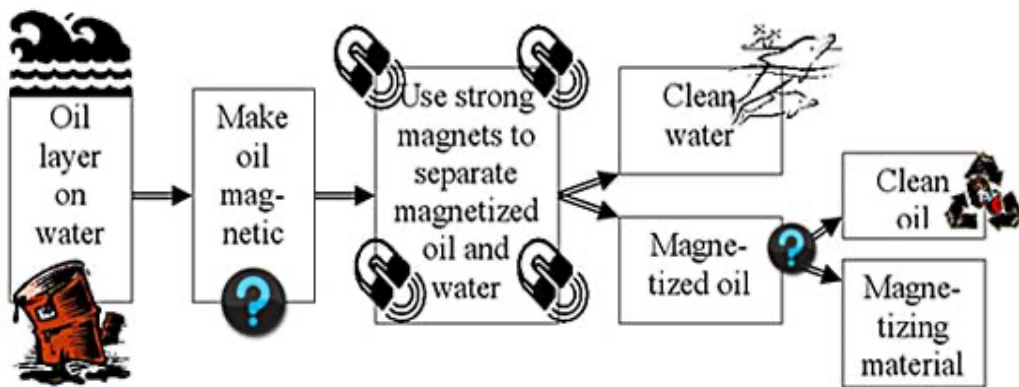 Oil
layer
on
water
Make
oil
mag-
netic
?
Use strong
magnets to
separate
magnetized
oil and
water
Clean
water
Magne-
tized oil
?
Clean
oil
Magne-
tizing
material